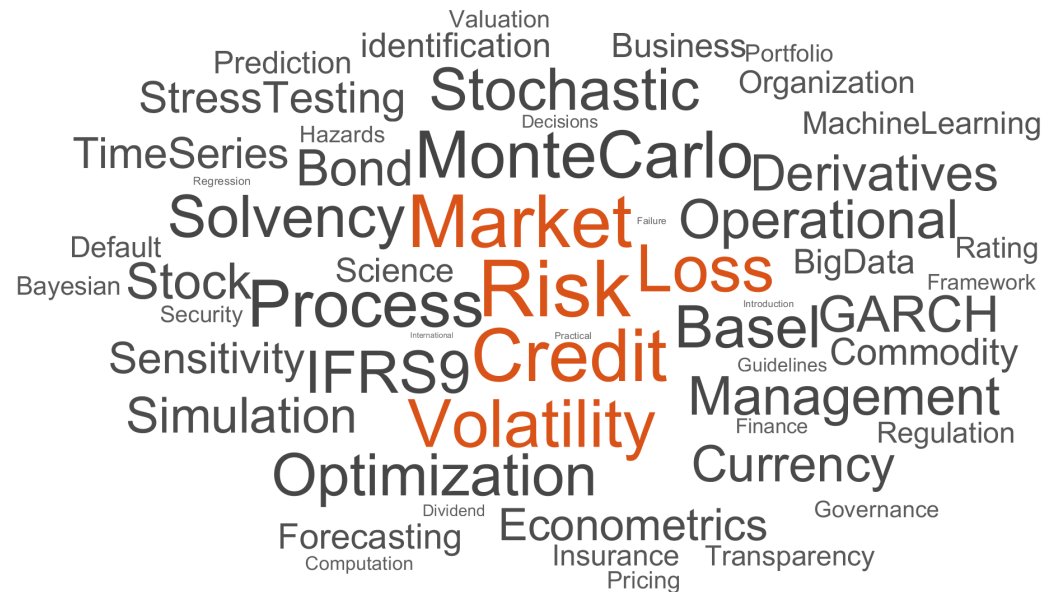 Valuation
identification
Business
Portfolio
Prediction
Organization
StressTesting
Stochastic
Decisions
MachineLearning
Hazards
TimeSeries
Bond
MonteCarlo
Derivatives
Regression
Solvency
Market
Failure
Operational
Default
Rating
Stock
Science
Risk
Loss
BigData
Bayesian
Framework
Security
Process
Introduction
Basel
GARCH
International
Practical
Sensitivity
IFRS9
Credit
Guidelines
Commodity
Simulation
Volatility
Management
Finance
Regulation
Optimization
Currency
Dividend
Governance
Forecasting
Econometrics
Computation
Insurance
Transparency
Pricing